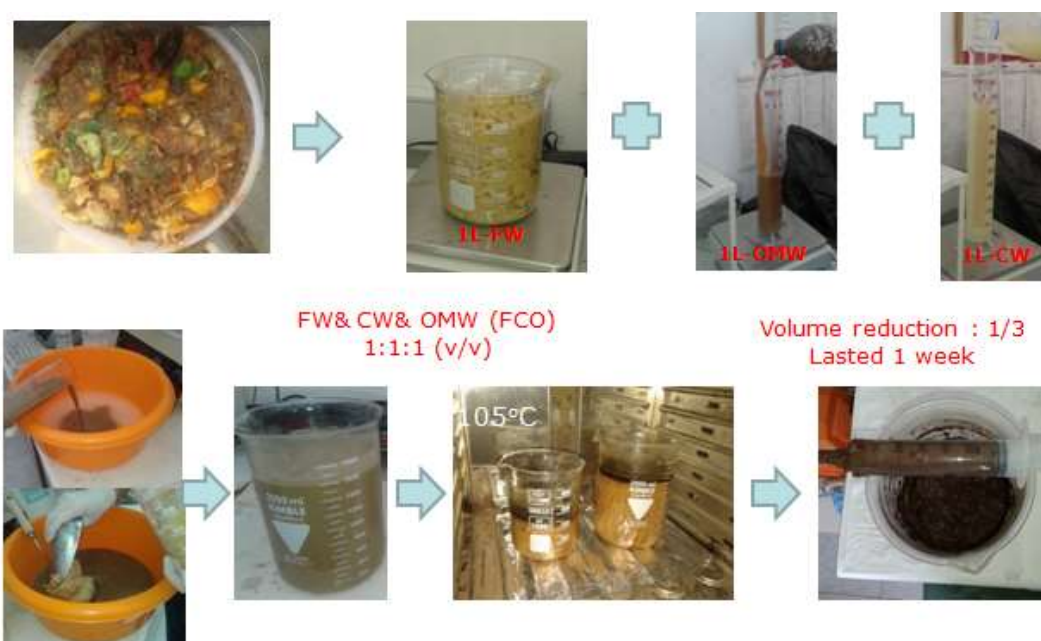 1L-FW
1L-OMW
1L-CW
FW& CW& OMW (FCO)
1:1:1 (v/v)
Volume reduction : 1/3
Lasted 1 week
105°C